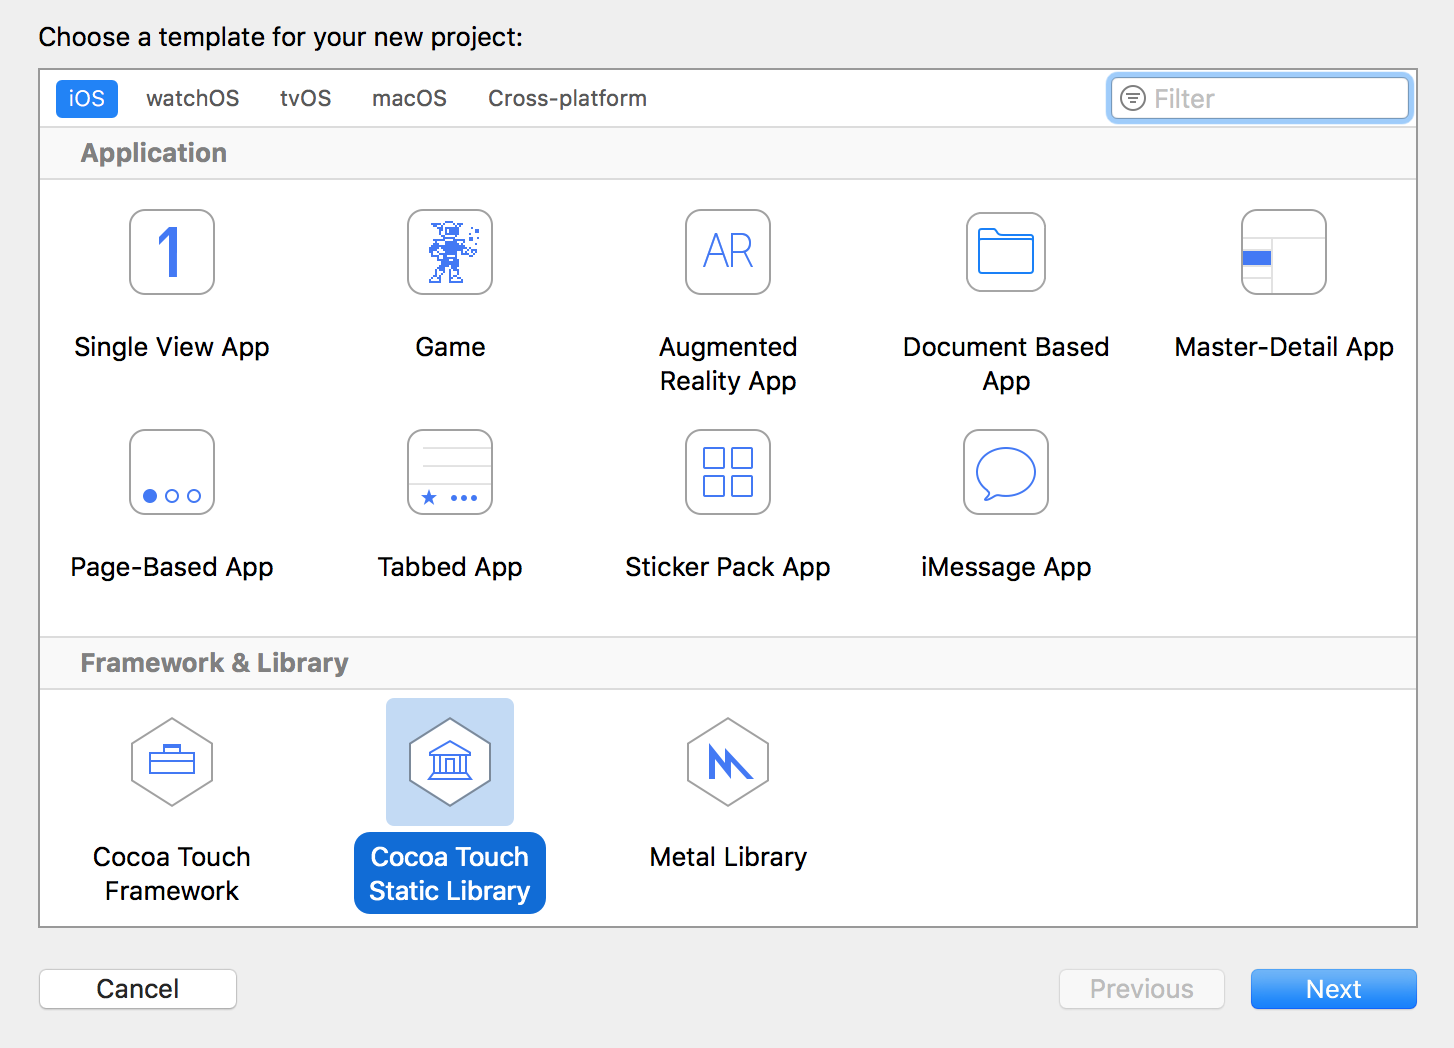 Choose a template for your new project:
iOS watchOS tvOS macOS Cross-platform Filter
Application
1 AR
Single View App Game Augmented Reality App Document Based App Master-Detail App
Page-Based App Tabbed App Sticker Pack App iMessage App
Framework & Library
Cocoa Touch Framework Cocoa Touch Static Library Metal Library
Cancel Previous Next